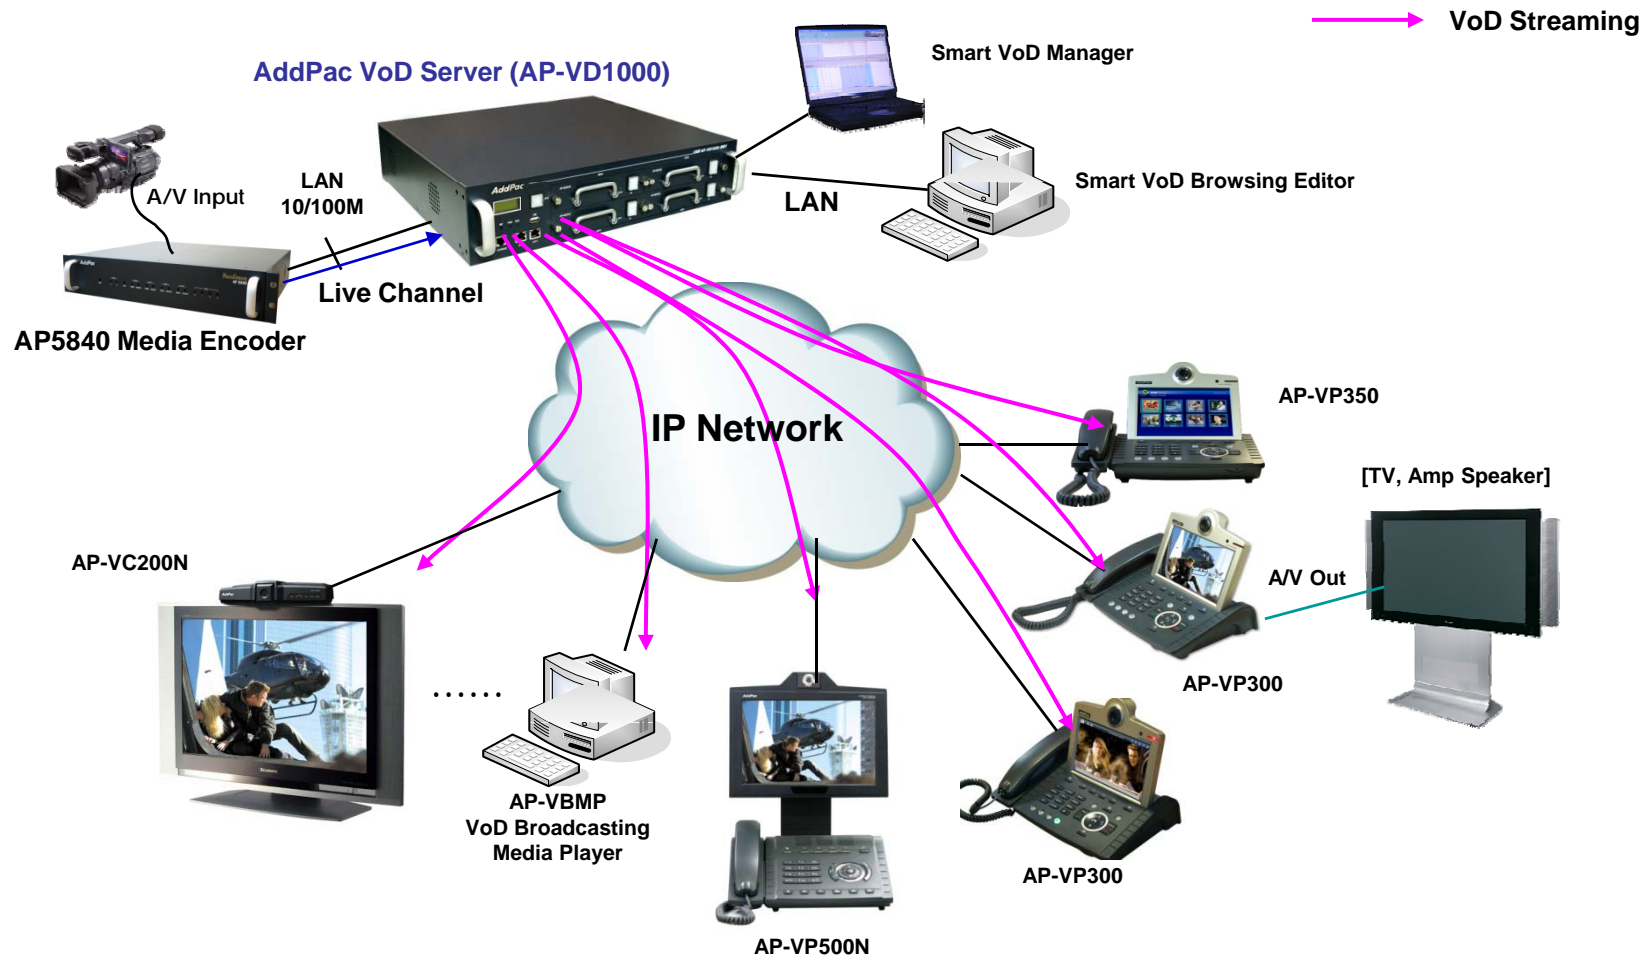 VoD Streaming
Smart VoD Manager
AddPac VoD Server (AP-VD1000)
A/V Input
LAN
10/100M
AddPac
Smart VoD Browsing Editor
LAN
AddPac
Live Channel
AP5840 Media Encoder
IP Network
AP-VP350
[TV, Amp Speaker]
AP-VC200N
A/V Out
AP-VP300
......
AP-VBMP
VoD Broadcasting
Media Player
AP-VP300
AP-VP500N